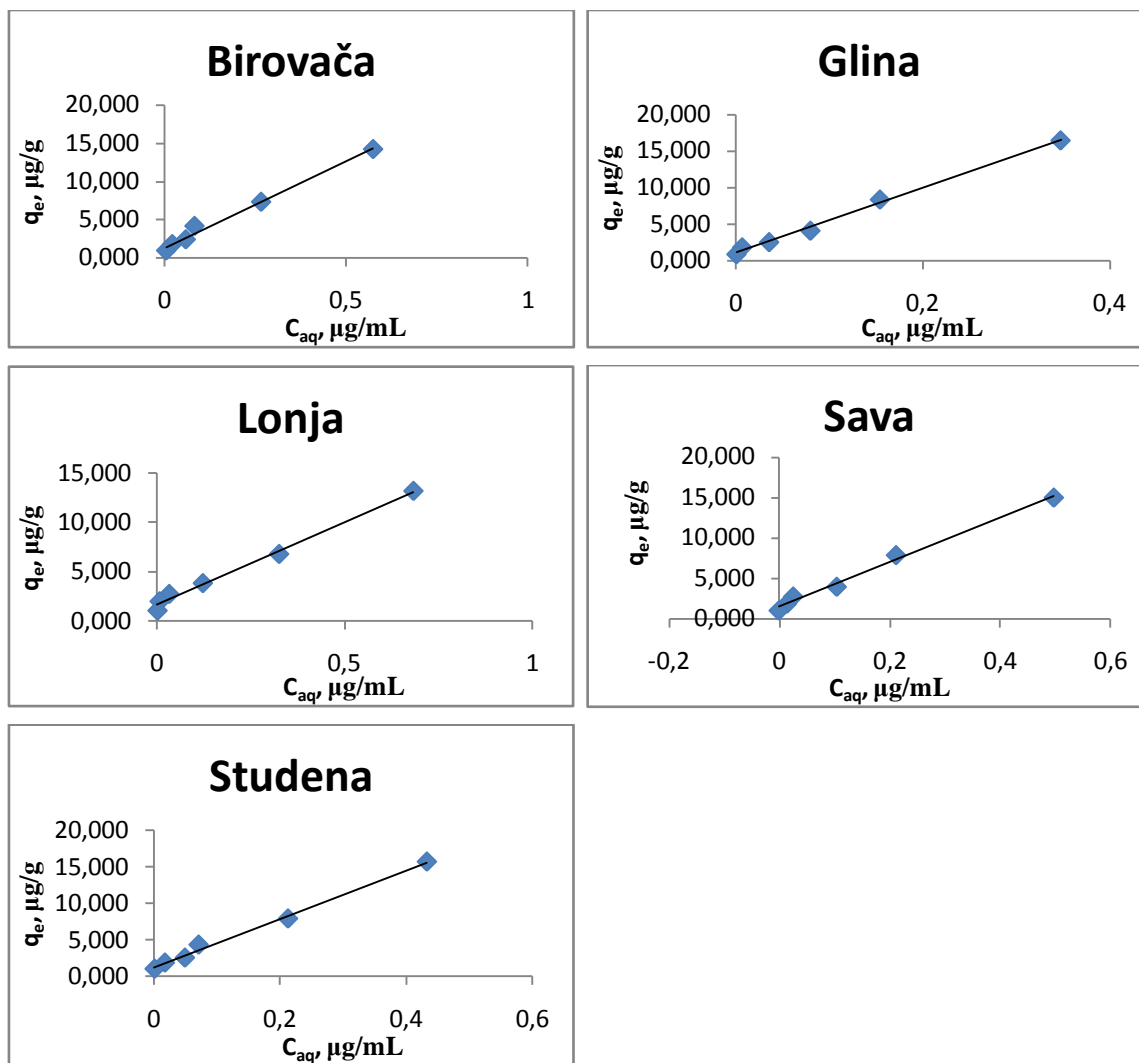 Birovača
20,000
15,000
10,000
5,000
0,000
qe, µg/g
0
0,5
1
Caq, µg/mL
Glina
20,000
15,000
10,000
5,000
0,000
qe, µg/g
0
0,2
0,4
Caq, µg/mL
Lonja
15,000
10,000
5,000
0,000
qe, µg/g
0
0,5
1
Caq, µg/mL
Sava
20,000
15,000
10,000
5,000
0,000
qe, µg/g
-0,2
0
0,2
0,4
0,6
Caq, µg/mL
Studena
20,000
15,000
10,000
5,000
0,000
qe, µg/g
0
0,2
0,4
0,6
Caq, µg/mL